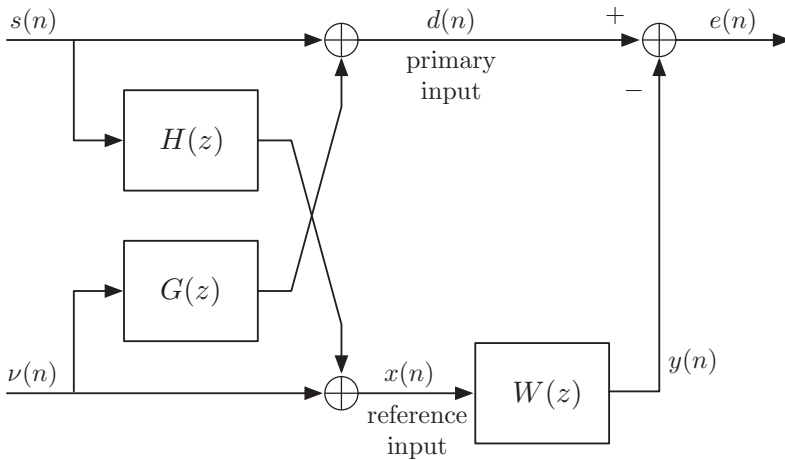 s(n)
d(n)
+
e(n)
primary
input
−
H(z)
G(z)
ν(n)
x(n)
y(n)
W(z)
reference
input